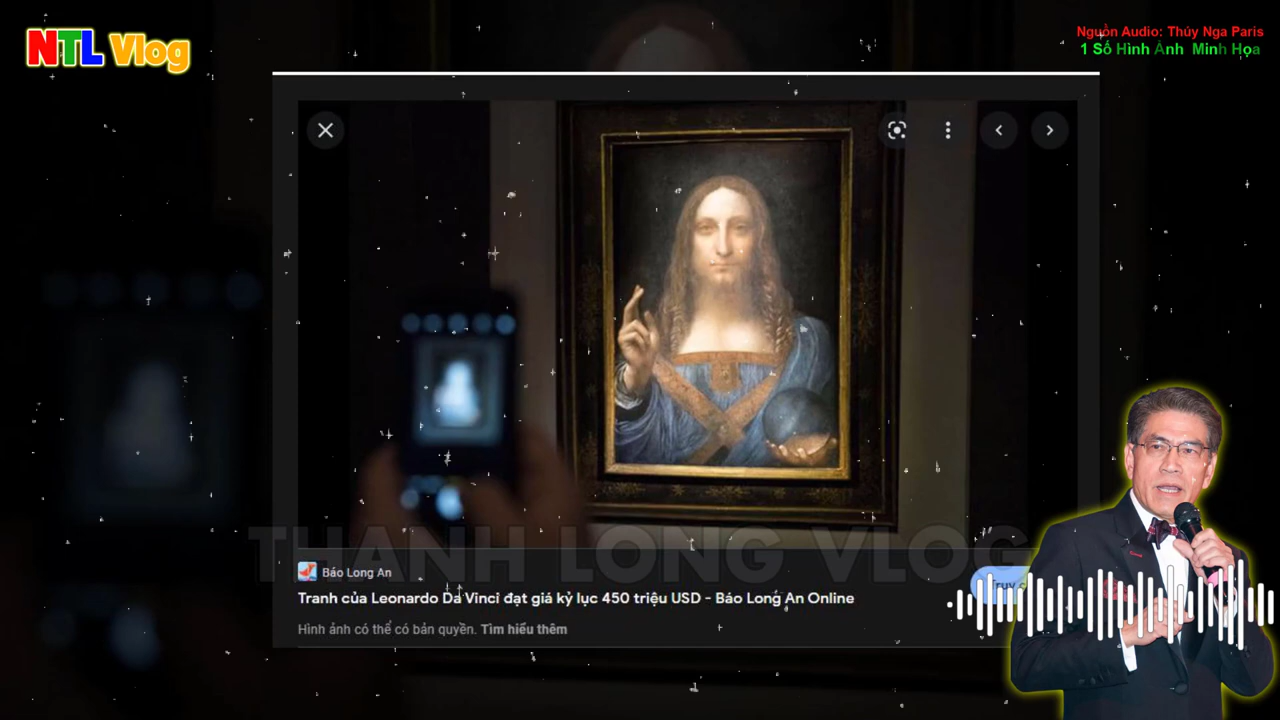 NTL Vlog
Nguồn Audio: Thúy Nga Paris
1 Số Hình Ảnh Minh Họa
THANH LONG VLOG
Báo Long An
Truy c
Tranh của Leonardo Da Vinci đạt giá kỷ lục 450 triệu USD - Báo Long An Online
Hình ảnh có thể có bản quyền. Tìm hiểu thêm